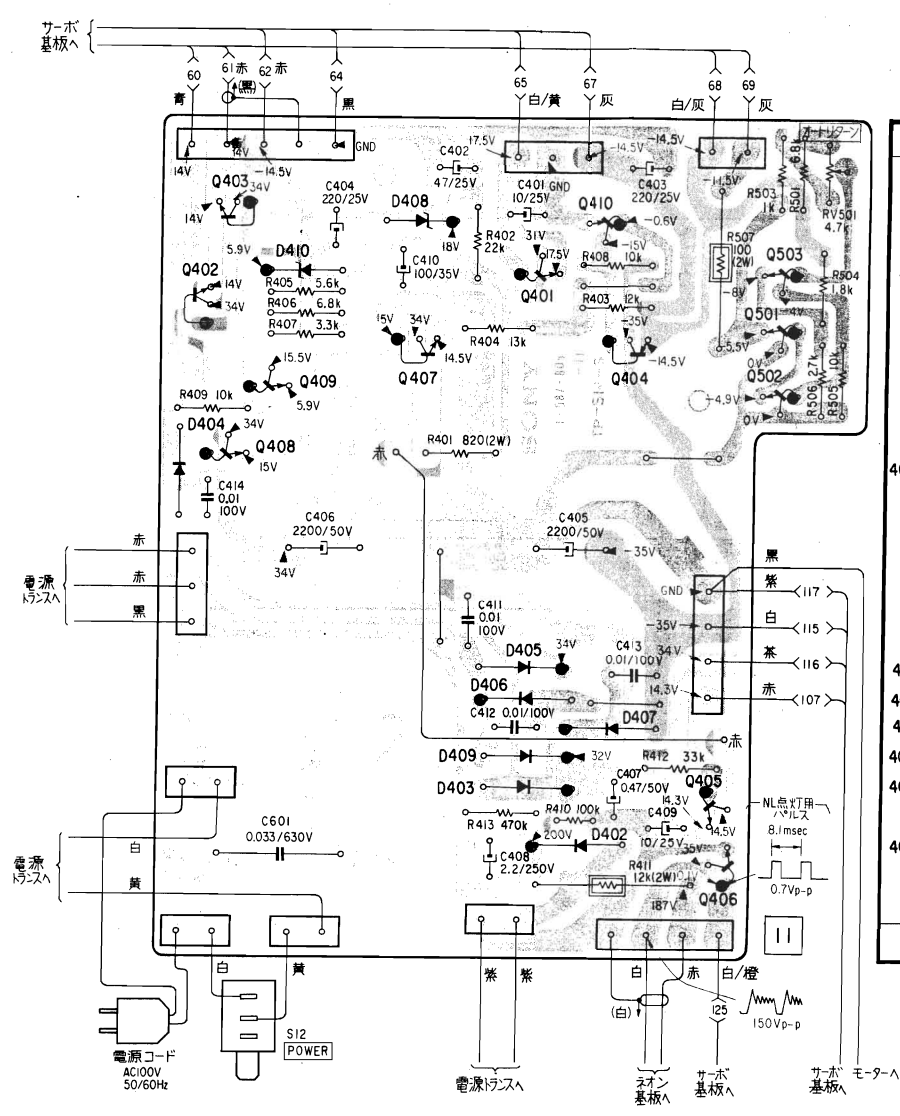 サーボ
基板へ
60
61
赤
62
赤
64
65
67
68
69
(黒)
青
黒
白/黄
灰
白/灰
灰
オートリターン
14V
14V
-14.5V
GND
17.5V
GND
-14.5V
-14.5V
-14.5V
Q403
34V
14V
C404
220/25V
C402
47/25V
D408
18V
C401
10/25V
C403
220/25V
Q410
-0.6V
-15V
R503
1k
R501
6.8k
RV501
4.7k
5.9V
D410
C410
100/35V
R402
22k
31V
17.5V
Q401
R408
10k
R507
100
(2W)
-8V
Q503
R504
1.8k
Q402
14V
34V
R405
5.6k
R406
6.8k
R407
3.3k
R403
12k
-4V
Q501
15V
34V
14.5V
Q407
R404
13k
-35V
-14.5V
Q404
-5.5V
0V
Q502
-4.9V
0V
2.7k
R506
10k
R505
15.5V
Q409
5.9V
R409
10k
D404
34V
Q408
15V
赤
R401
820(2W)
C414
0.01
100V
C406
2200/50V
34V
C405
2200/50V
-35V
赤
赤
黒
電源
トランスへ
黒
GND
紫
117
-35V
白
115
34V
茶
116
14.3V
赤
107
C411
0.01
100V
D405
34V
C413
0.01/100V
D406
C412
0.01/100V
D407
赤
D409
32V
R412
33k
D403
C407
0.47/50V
Q405
14.3V
14.5V
NL点灯用
パルス
8.1msec
0.7Vp-p
R413
470k
R410
100k
C409
10/25V
200V
D402
C408
2.2/250V
R411
12k(2W)
187V
Q406
C601
0.033/630V
白
電源
トランスへ
黄
11
白
黄
紫
紫
白
赤
白/橙
(白)
125
150Vp-p
電源コード
AC100V
50/60Hz
S12
POWER
電源トランスへ
ネオン
基板へ
サーボ
基板へ
サーボ
基板へ
モーターへ